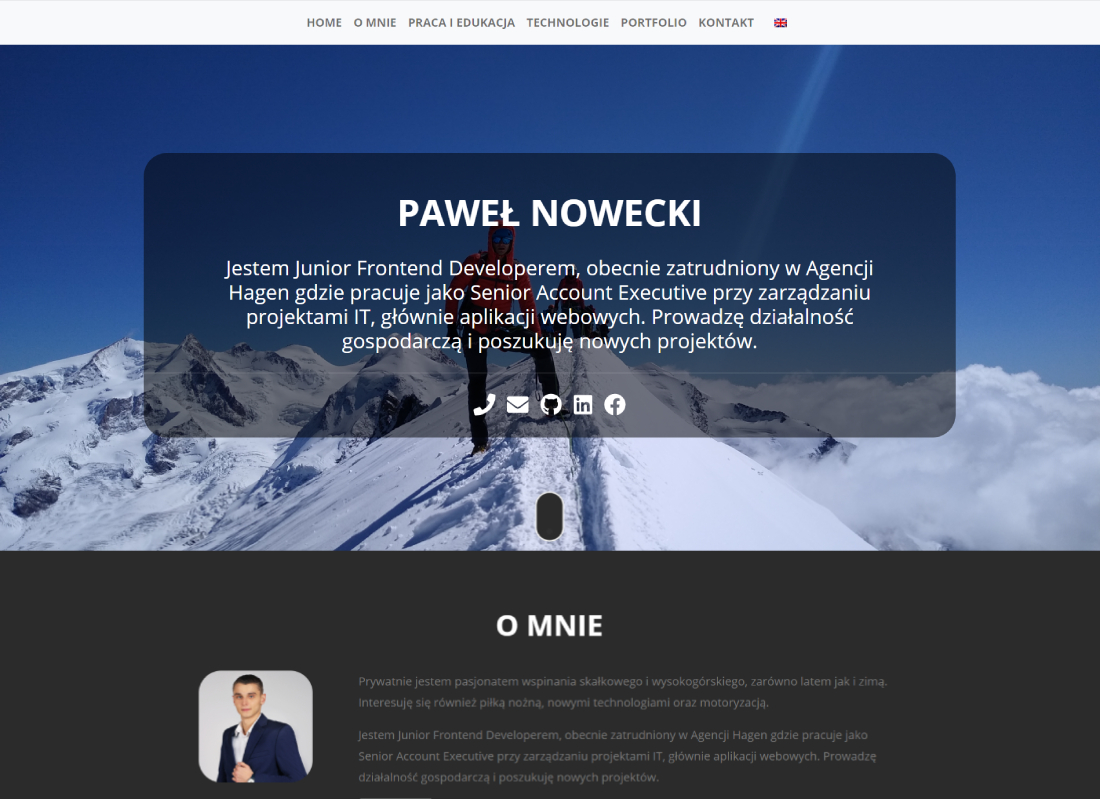 HOME O MNIE PRACA I EDUKACJA TECHNOLOGIE PORTFOLIO KONTAKT
PAWEŁ NOWECKI
Jestem Junior Frontend Developerem, obecnie zatrudniony w Agencji
Hagen gdzie pracuje jako Senior Account Executive przy zarządzaniu
projektami IT, głównie aplikacji webowych. Prowadzę działalność
gospodarczą i poszukuję nowych projektów.
O MNIE
Prywatnie jestem pasjonatem wspinania skałkowego i wysokogórskiego, zarówno latem jak i zimą.
Interesuję się również piłką nożną, nowymi technologiami oraz motoryzacją.
Jestem Junior Frontend Developerem, obecnie zatrudniony w Agencji Hagen gdzie pracuje jako
Senior Account Executive przy zarządzaniu projektami IT, głównie aplikacji webowych. Prowadzę
działalność gospodarczą i poszukuję nowych projektów.